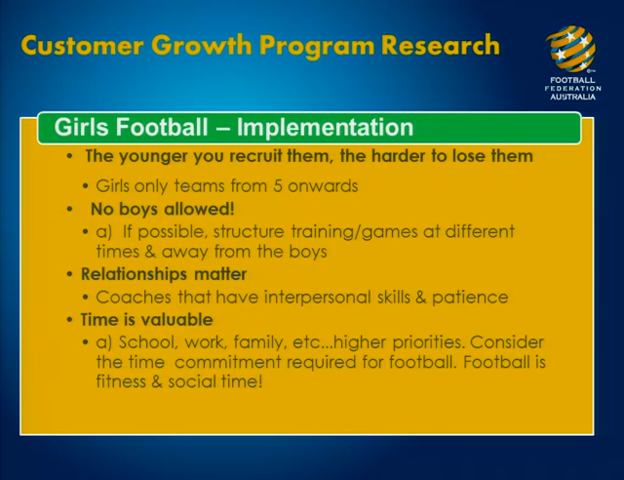 Customer Growth Program Research
FOOTBALL
FEDERATION
AUSTRALIA
Girls Football – Implementation
• The younger you recruit them, the harder to lose them
• Girls only teams from 5 onwards
• No boys allowed!
• a) If possible, structure training/games at different
times & away from the boys
• Relationships matter
• Coaches that have interpersonal skills & patience
• Time is valuable
• a) School, work, family, etc...higher priorities. Consider
the time commitment required for football. Football is
fitness & social time!